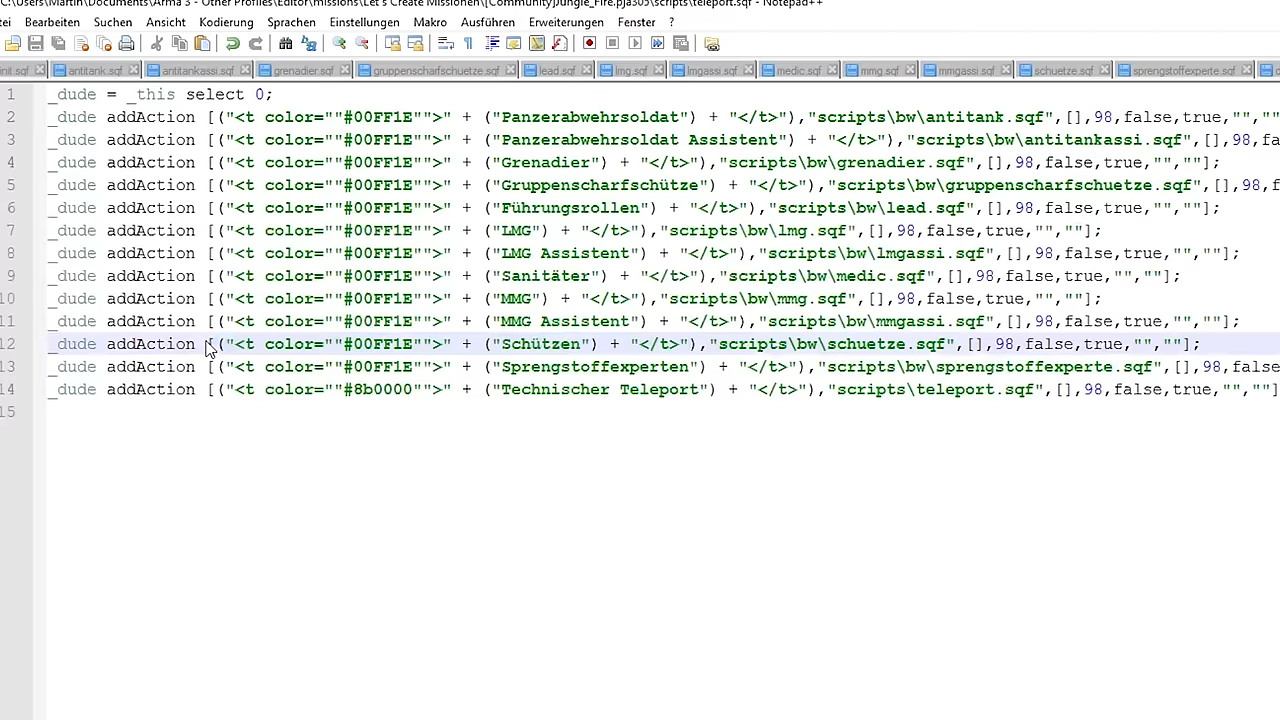 C:\Users\Martin\Documents\Arma 3 - Other Profiles\Editor\missions\Let's Create Missionen\[Community]Jungle_Fire.pja305\scripts\teleport.sqf - Notepad++
tei Bearbeiten Suchen Ansicht Kodierung Sprachen Einstellungen Makro Ausführen Erweiterungen Fenster ?
init.sqf antitank.sqf antitankassi.sqf grenadier.sqf gruppenscharfschuetze.sqf lead.sqf lmg.sqf lmgassi.sqf medic.sqf mmg.sqf mmgassi.sqf schuetze.sqf sprengstoffexperte.sqf
1 _dude = _this select 0;
2 _dude addAction [("<t color=""#00FF1E"">" + ("Panzerabwehrsoldat") + "</t>"),"scripts\bw\antitank.sqf",[],98,false,true,"",""
3 _dude addAction [("<t color=""#00FF1E"">" + ("Panzerabwehrsoldat Assistent") + "</t>"),"scripts\bw\antitankassi.sqf",[],98,fa
4 _dude addAction [("<t color=""#00FF1E"">" + ("Grenadier") + "</t>"),"scripts\bw\grenadier.sqf",[],98,false,true,"",""];
5 _dude addAction [("<t color=""#00FF1E"">" + ("Gruppenscharfschütze") + "</t>"),"scripts\bw\gruppenscharfschuetze.sqf",[],98,f
6 _dude addAction [("<t color=""#00FF1E"">" + ("Führungsrollen") + "</t>"),"scripts\bw\lead.sqf",[],98,false,true,"",""];
7 _dude addAction [("<t color=""#00FF1E"">" + ("LMG") + "</t>"),"scripts\bw\lmg.sqf",[],98,false,true,"",""];
8 _dude addAction [("<t color=""#00FF1E"">" + ("LMG Assistent") + "</t>"),"scripts\bw\lmgassi.sqf",[],98,false,true,"",""];
9 _dude addAction [("<t color=""#00FF1E"">" + ("Sanitäter") + "</t>"),"scripts\bw\medic.sqf",[],98,false,true,"",""];
10 _dude addAction [("<t color=""#00FF1E"">" + ("MMG") + "</t>"),"scripts\bw\mmg.sqf",[],98,false,true,"",""];
11 _dude addAction [("<t color=""#00FF1E"">" + ("MMG Assistent") + "</t>"),"scripts\bw\mmgassi.sqf",[],98,false,true,"",""];
12 _dude addAction [("<t color=""#00FF1E"">" + ("Schützen") + "</t>"),"scripts\bw\schuetze.sqf",[],98,false,true,"",""];
13 _dude addAction [("<t color=""#00FF1E"">" + ("Sprengstoffexperten") + "</t>"),"scripts\bw\sprengstoffexperte.sqf",[],98,false
14 _dude addAction [("<t color=""#8b0000"">" + ("Technischer Teleport") + "</t>"),"scripts\teleport.sqf",[],98,false,true,"",""]
15